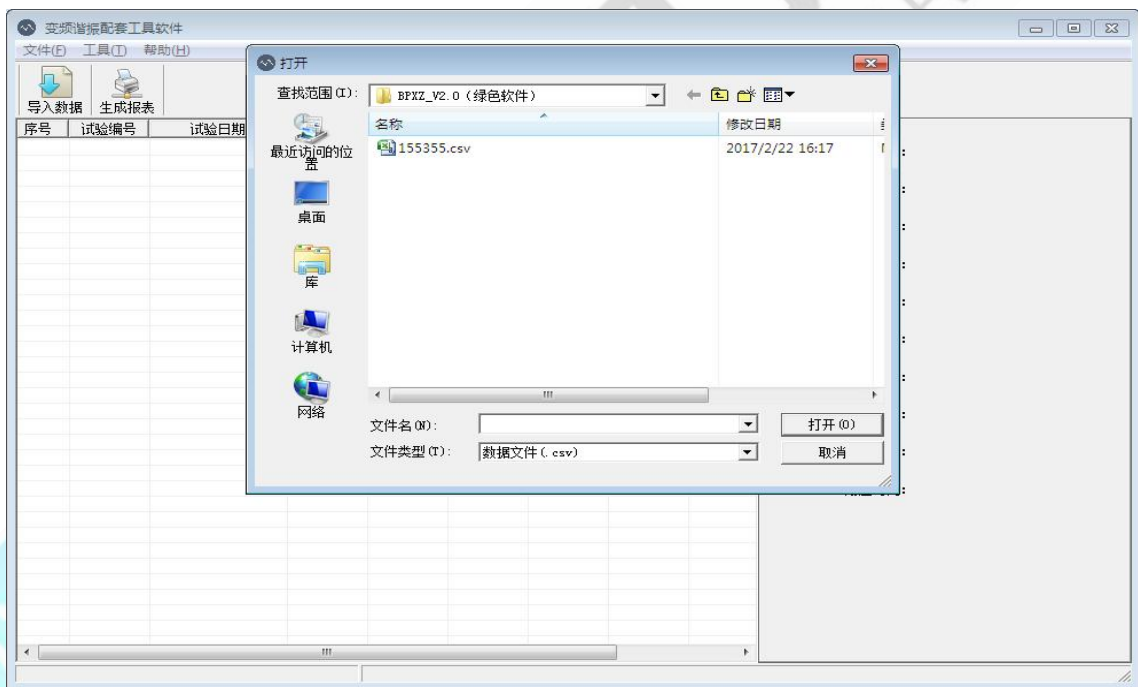 变频谐振配套工具软件
文件(F) 工具(T) 帮助(H)
导入数据 生成报表
序号 试验编号 试验日期
打开
查找范围(I): BPXZ_V2.0（绿色软件）
名称 修改日期
155355.csv 2017/2/22 16:17
最近访问的位置
桌面
库
计算机
网络
文件名(N): 打开(O)
文件类型(T): 数据文件(.csv) 取消